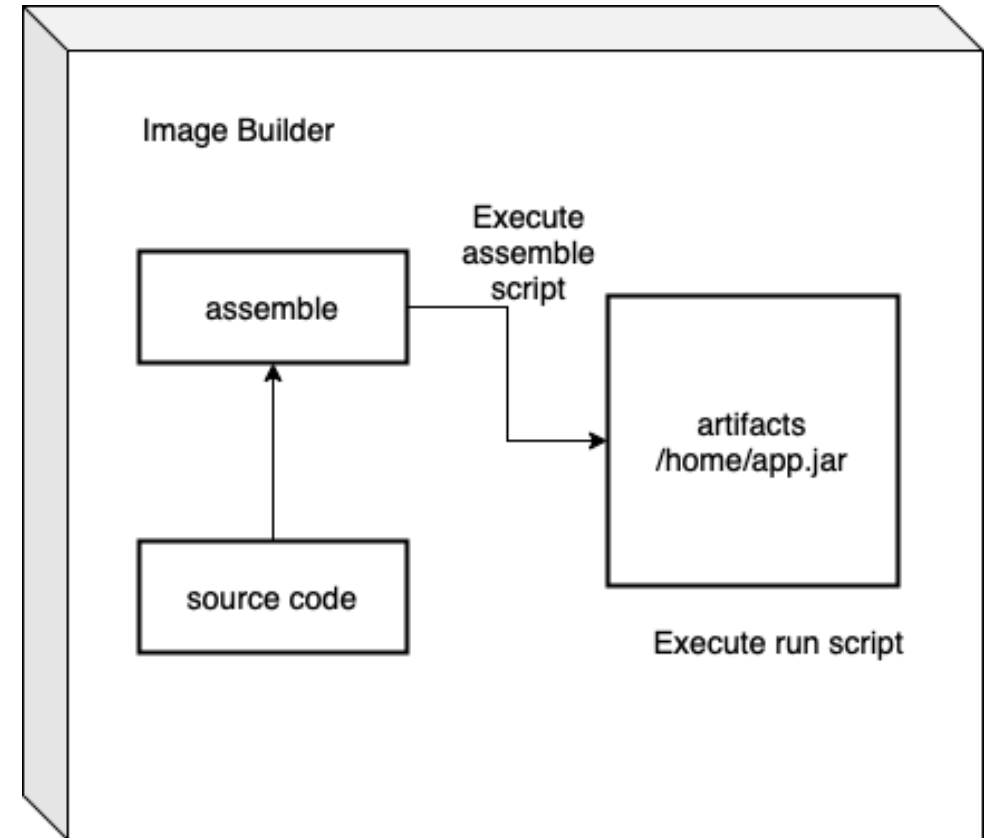 Image Builder
Execute
assemble
script
assemble
artifacts
/home/app.jar
source code
Execute run script